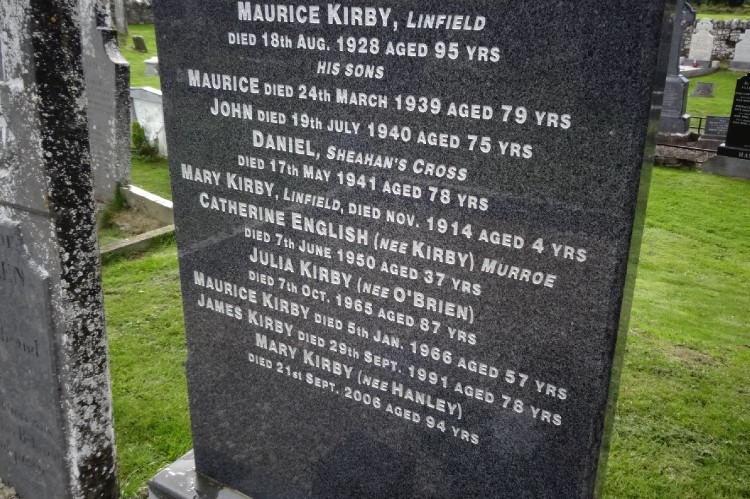 MAURICE KIRBY, LINFIELD
DIED 18th AUG. 1928 AGED 95 YRS
HIS SONS
MAURICE DIED 24th MARCH 1939 AGED 79 YRS
JOHN DIED 19th JULY 1940 AGED 75 YRS
DANIEL, SHEAHAN'S CROSS
DIED 17th MAY 1941 AGED 78 YRS
MARY KIRBY, LINFIELD, DIED NOV. 1914 AGED 4 YRS
CATHERINE ENGLISH (NEE KIRBY) MURROE
DIED 7th JUNE 1950 AGED 37 YRS
JULIA KIRBY (NEE O'BRIEN)
DIED 7th OCT. 1965 AGED 87 YRS
MAURICE KIRBY DIED 5th JAN. 1966 AGED 57 YRS
JAMES KIRBY DIED 29th SEPT. 1991 AGED 78 YRS
MARY KIRBY (NEE HANLEY)
DIED 21st SEPT. 2006 AGED 94 YRS